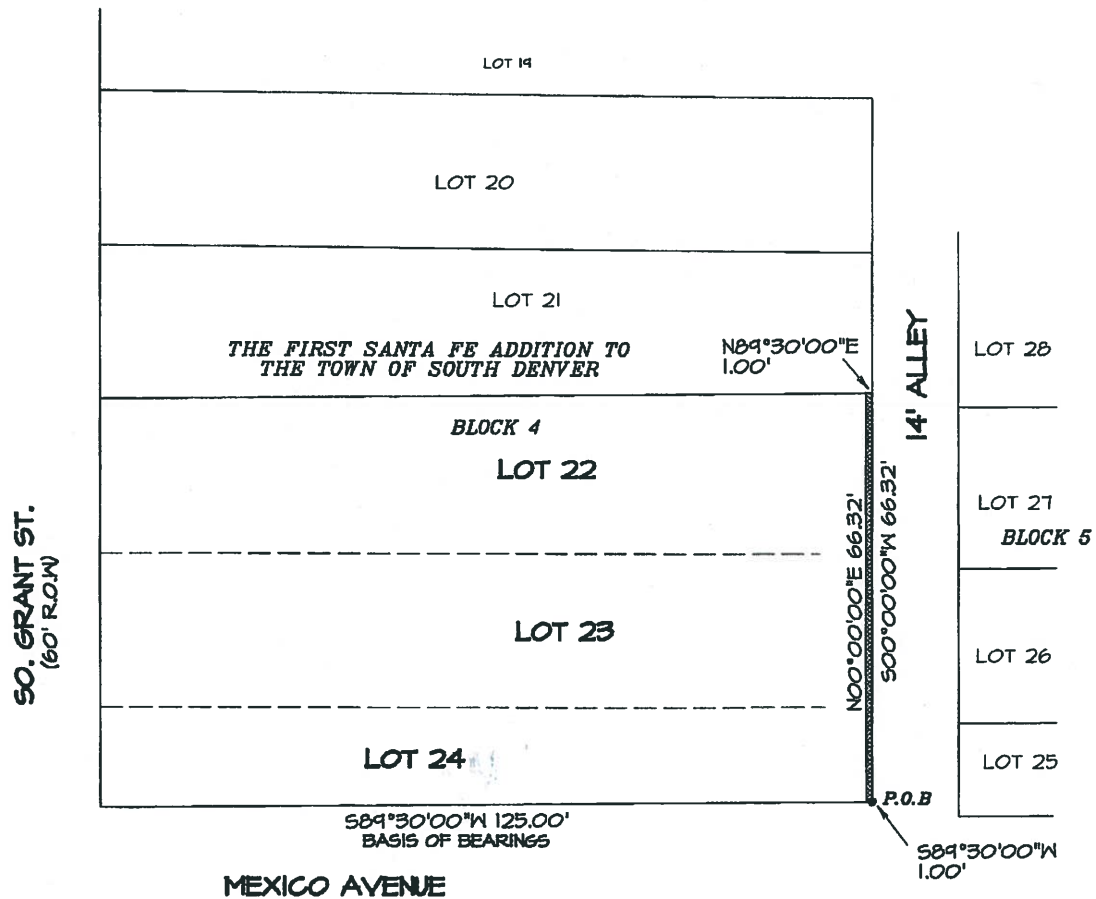 LOT 19
LOT 20
LOT 21
THE FIRST SANTA FE ADDITION TO
THE TOWN OF SOUTH DENVER
N89°30'00"E
1.00'
14' ALLEY
LOT 28
BLOCK 4
LOT 22
LOT 27
BLOCK 5
SO. GRANT ST.
(60' R.O.W)
N00°00'00"E 66.32'
S00°00'00"W 66.32'
LOT 23
LOT 26
LOT 24
LOT 25
P.O.B
S89°30'00"W 125.00'
BASIS OF BEARINGS
S89°30'00"W
1.00'
MEXICO AVENUE